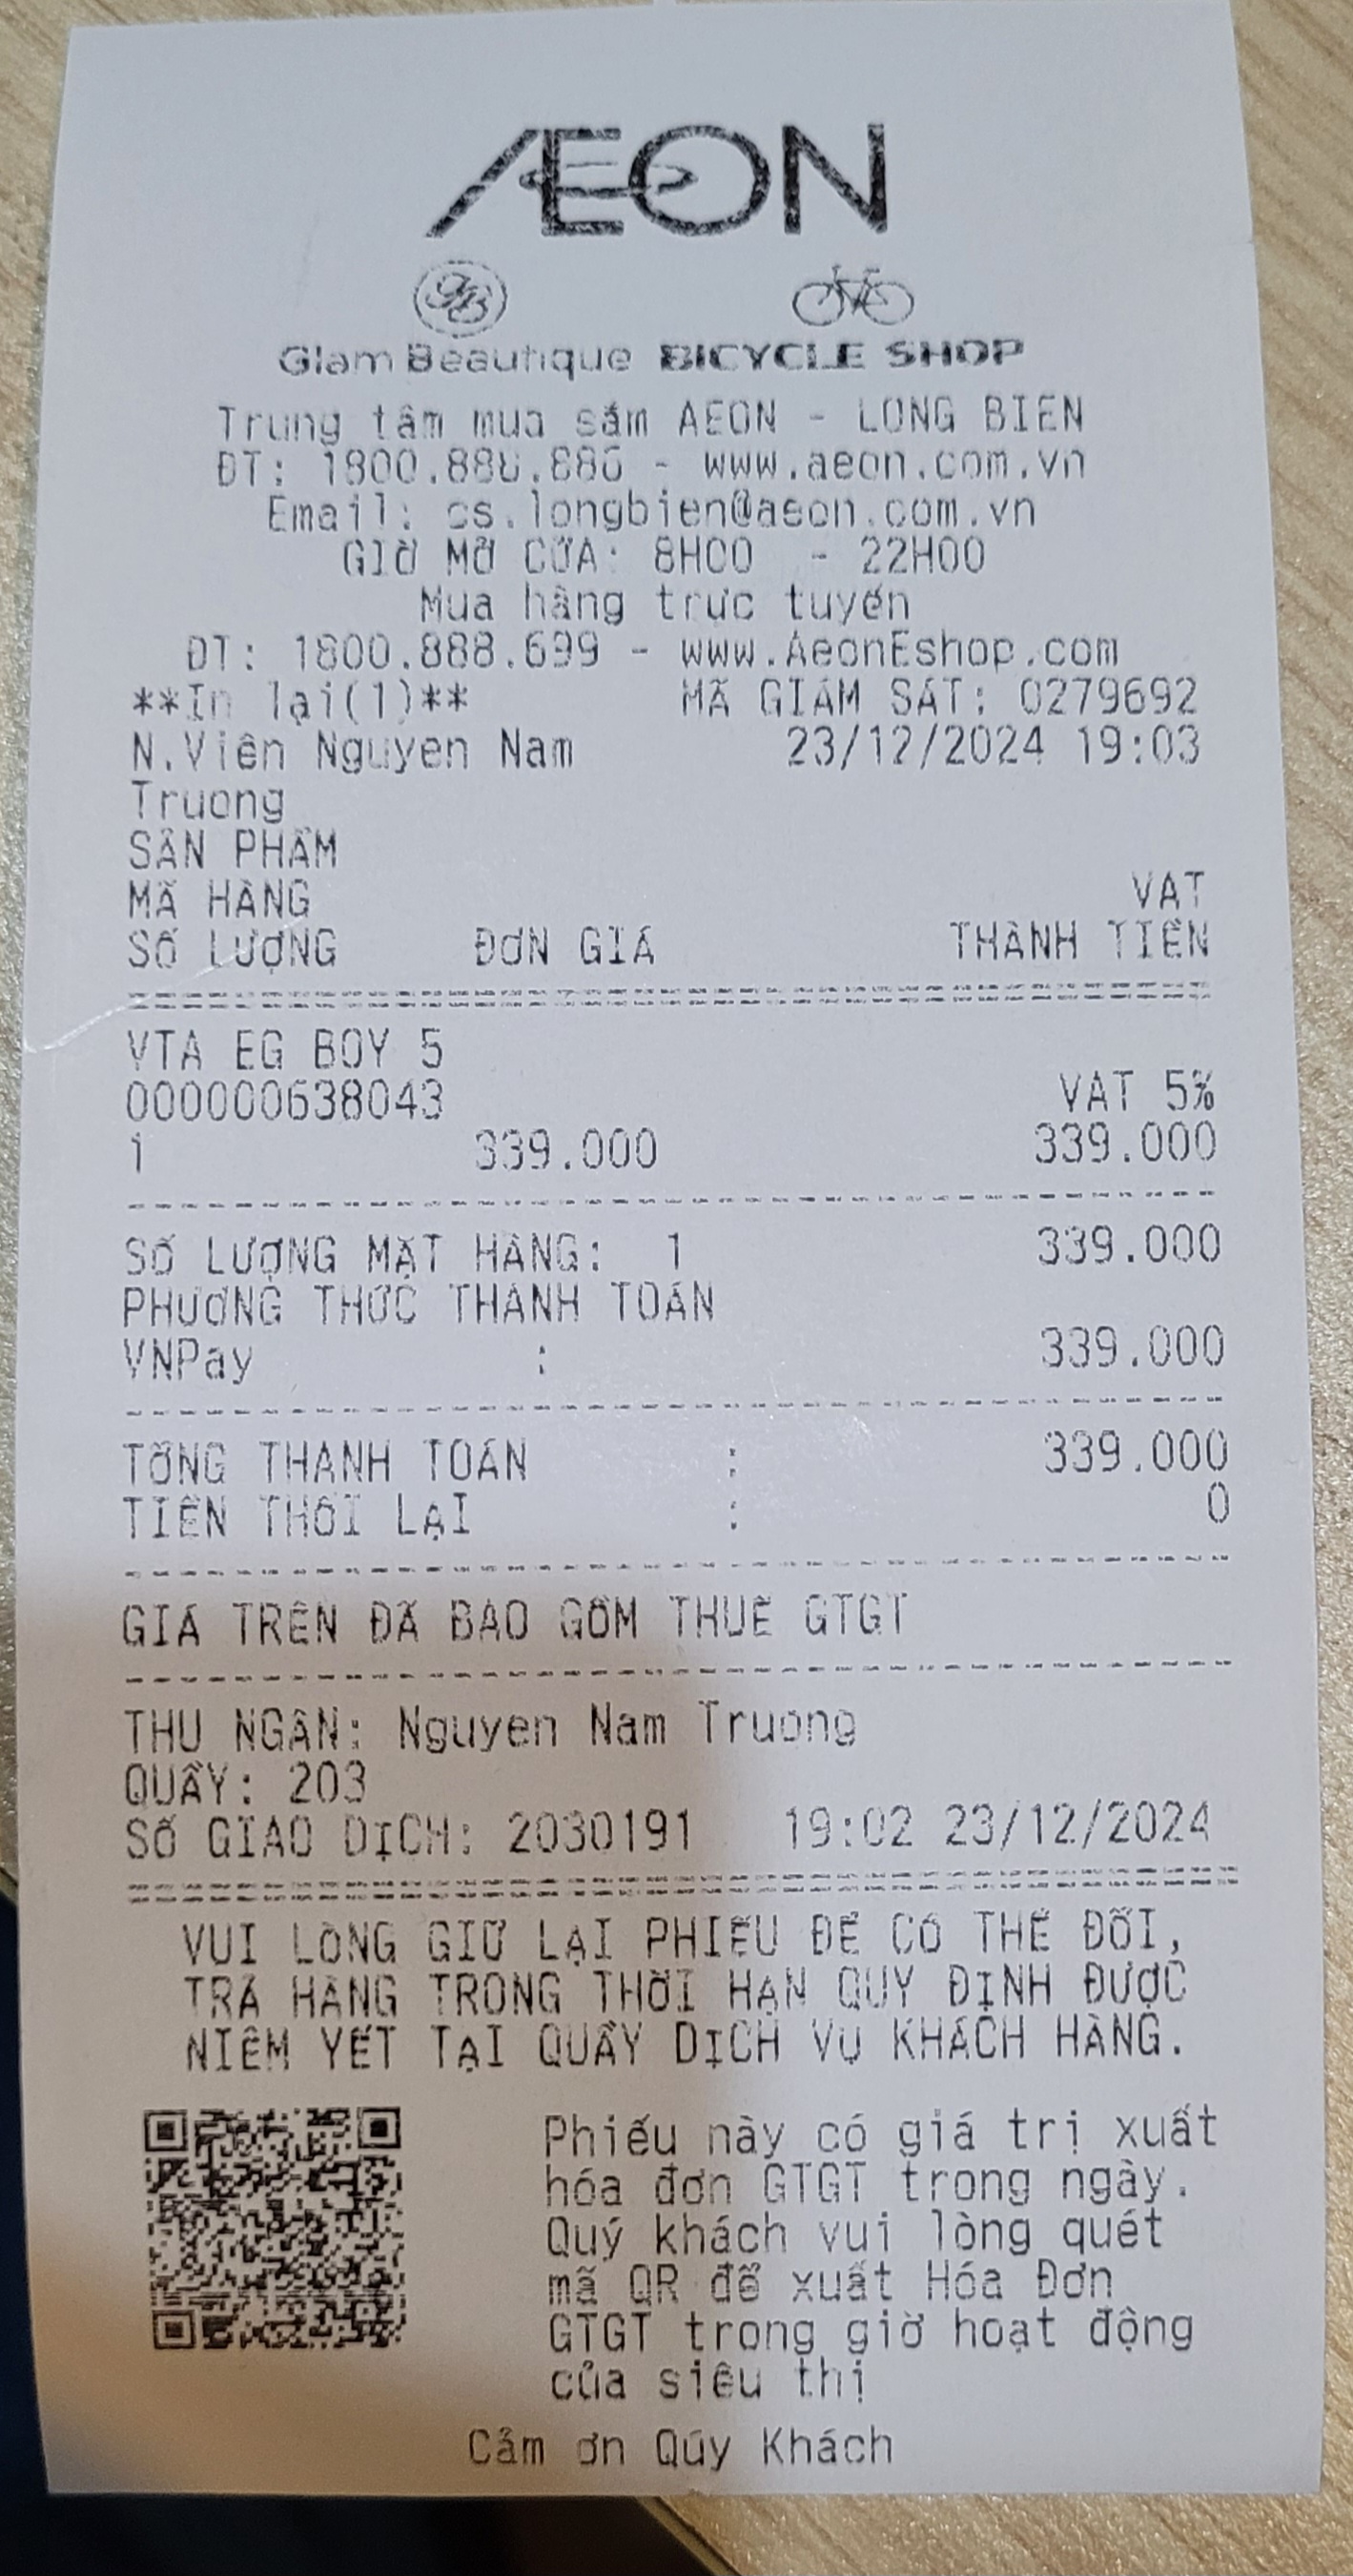 AEON
GB
Glam Beautique BICYCLE SHOP
Trung tâm mua sắm AEON - LONG BIEN
ĐT: 1800.888.886 - www.aeon.com.vn
Email: cs.longbien@aeon.com.vn
GIỜ MỞ CỬA: 8H00 - 22H00
Mua hàng trực tuyến
ĐT: 1800.888.699 - www.AeonEshop.com
**In lại(1)** MÃ GIÁM SÁT: 0279692
N.Viên Nguyen Nam 23/12/2024 19:03
Truong
SẢN PHẨM
MÃ HÀNG VAT
SỐ LƯỢNG ĐƠN GIÁ THÀNH TIỀN
VTA EG BOY 5
000000638043 VAT 5%
1 339.000 339.000
SỐ LƯỢNG MẶT HÀNG: 1 339.000
PHƯƠNG THỨC THANH TOÁN
VNPay : 339.000
TỔNG THANH TOÁN : 339.000
TIỀN THỐI LẠI : 0
GIÁ TRÊN ĐÃ BAO GỒM THUẾ GTGT
THU NGÂN: Nguyen Nam Truong
QUẦY: 203
SỐ GIAO DỊCH: 2030191 19:02 23/12/2024
VUI LÒNG GIỮ LẠI PHIẾU ĐỂ CÓ THỂ ĐỔI,
TRẢ HÀNG TRONG THỜI HẠN QUY ĐỊNH ĐƯỢC
NIÊM YẾT TẠI QUẦY DỊCH VỤ KHÁCH HÀNG.
Phiếu này có giá trị xuất
hóa đơn GTGT trong ngày.
Quý khách vui lòng quét
mã QR để xuất Hóa Đơn
GTGT trong giờ hoạt động
của siêu thị
Cảm ơn Qúy Khách